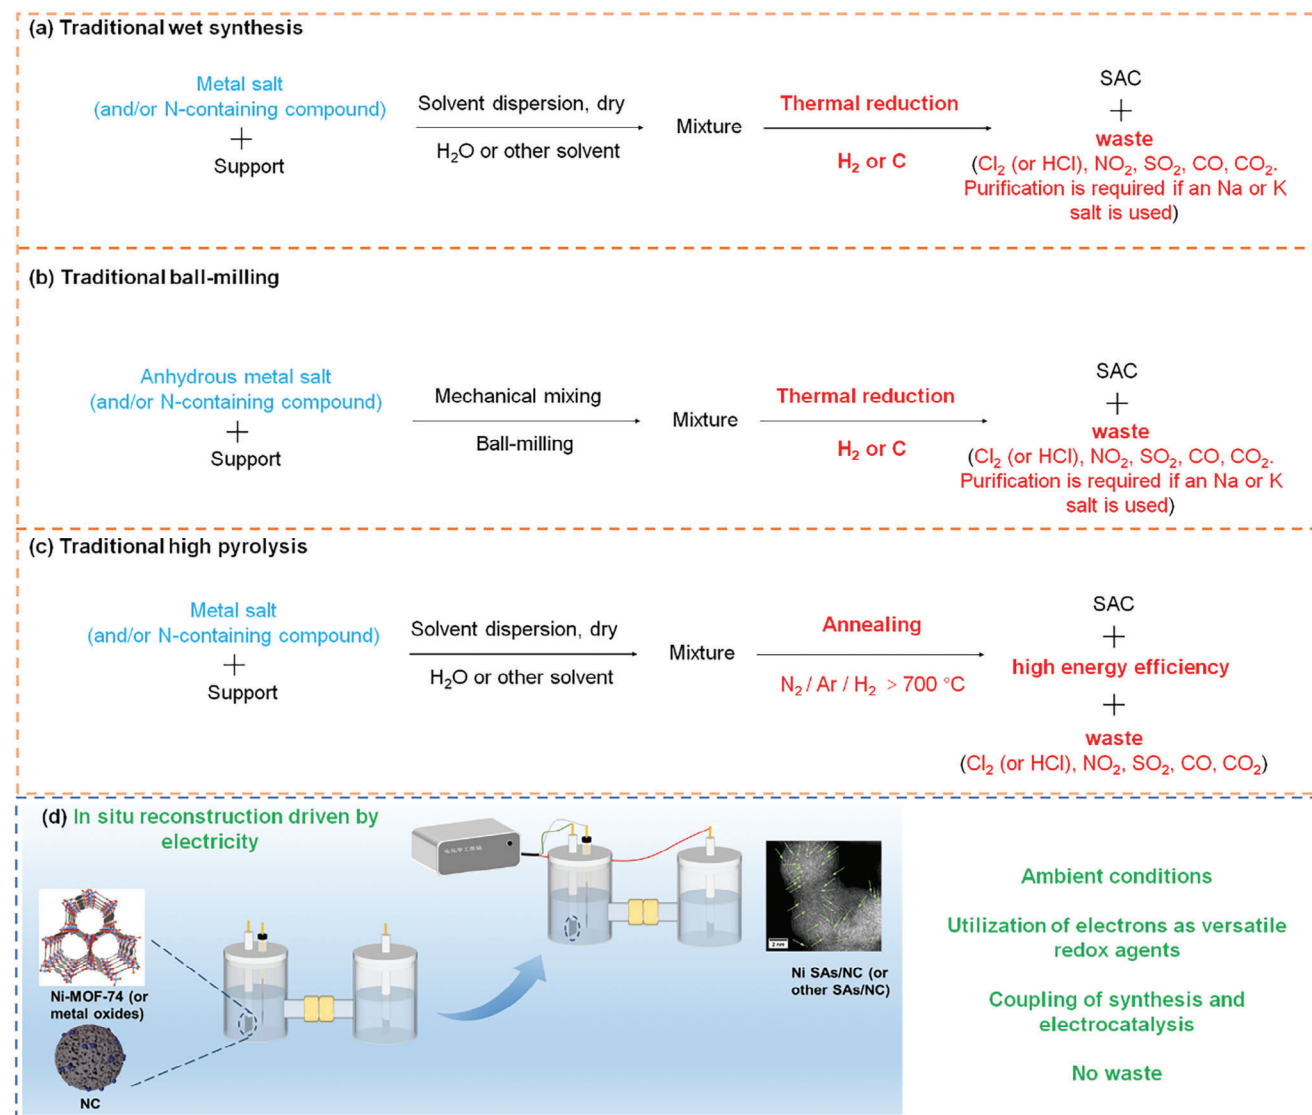 (a) Traditional wet synthesis
Metal salt
(and/or N-containing compound)
+
Support
Solvent dispersion, dry
H₂O or other solvent
Mixture
Thermal reduction
H₂ or C
SAC
+
waste
(Cl₂ (or HCl), NO₂, SO₂, CO, CO₂.
Purification is required if an Na or K
salt is used)
(b) Traditional ball-milling
Anhydrous metal salt
(and/or N-containing compound)
+
Support
Mechanical mixing
Ball-milling
Mixture
Thermal reduction
H₂ or C
SAC
+
waste
(Cl₂ (or HCl), NO₂, SO₂, CO, CO₂.
Purification is required if an Na or K
salt is used)
(c) Traditional high pyrolysis
Metal salt
(and/or N-containing compound)
+
Support
Solvent dispersion, dry
H₂O or other solvent
Mixture
Annealing
N₂ / Ar / H₂ > 700 °C
SAC
+
high energy efficiency
+
waste
(Cl₂ (or HCl), NO₂, SO₂, CO, CO₂)
(d) In situ reconstruction driven by
electricity
Ni-MOF-74 (or
metal oxides)
NC
2 nm
Ni SAs/NC (or
other SAs/NC)
Ambient conditions
Utilization of electrons as versatile
redox agents
Coupling of synthesis and
electrocatalysis
No waste